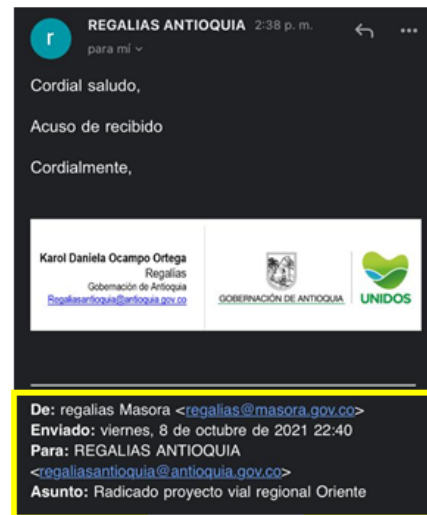 r
REGALIAS ANTIOQUIA 2:38 p. m.
para mí
Cordial saludo,
Acuso de recibido
Cordialmente,
Karol Daniela Ocampo Ortega
Regalías
Gobernación de Antioquia
Regaliasantioquia@antioquia.gov.co
GOBERNACIÓN DE ANTIOQUIA
UNIDOS
De: regalias Masora <regalias@masora.gov.co>
Enviado: viernes, 8 de octubre de 2021 22:40
Para: REGALIAS ANTIOQUIA
<regaliasantioquia@antioquia.gov.co>
Asunto: Radicado proyecto vial regional Oriente